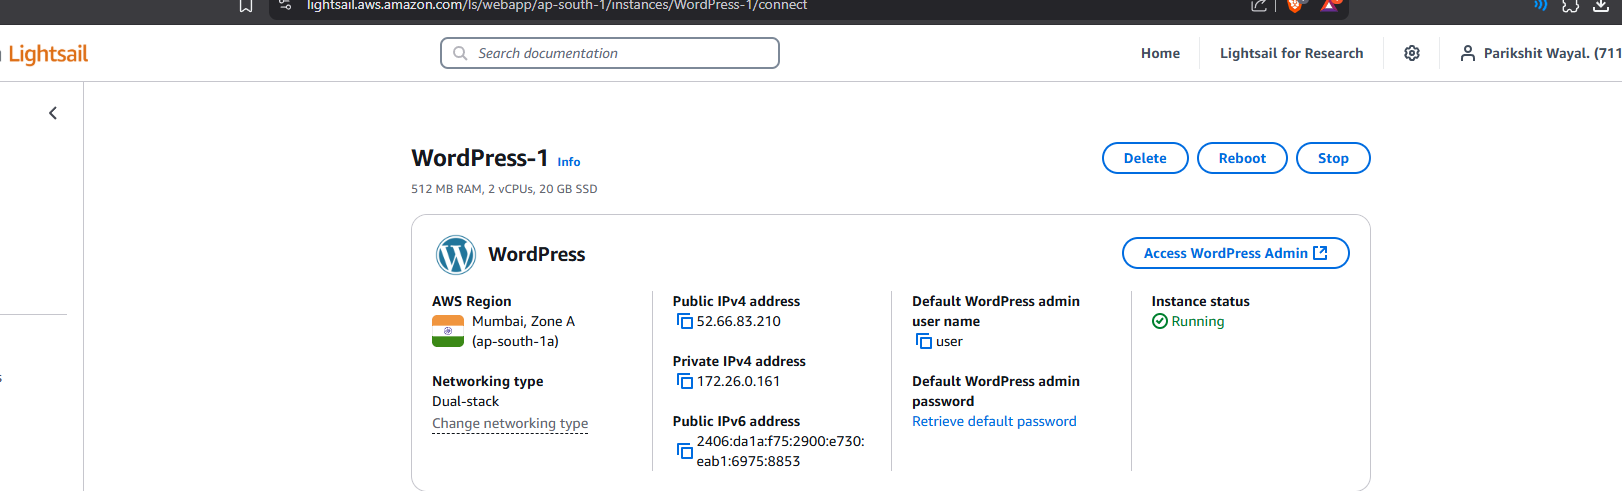 lightsail.aws.amazon.com/ls/webapp/ap-south-1/instances/WordPress-1/connect
Lightsail
Search documentation
Home
Lightsail for Research
Parikshit Wayal. (711
WordPress-1 Info
Delete
Reboot
Stop
512 MB RAM, 2 vCPUs, 20 GB SSD
WordPress
Access WordPress Admin
AWS Region
Mumbai, Zone A
(ap-south-1a)
Networking type
Dual-stack
Change networking type
Public IPv4 address
52.66.83.210
Private IPv4 address
172.26.0.161
Public IPv6 address
2406:da1a:f75:2900:e730:
eab1:6975:8853
Default WordPress admin
user name
user
Default WordPress admin
password
Retrieve default password
Instance status
Running